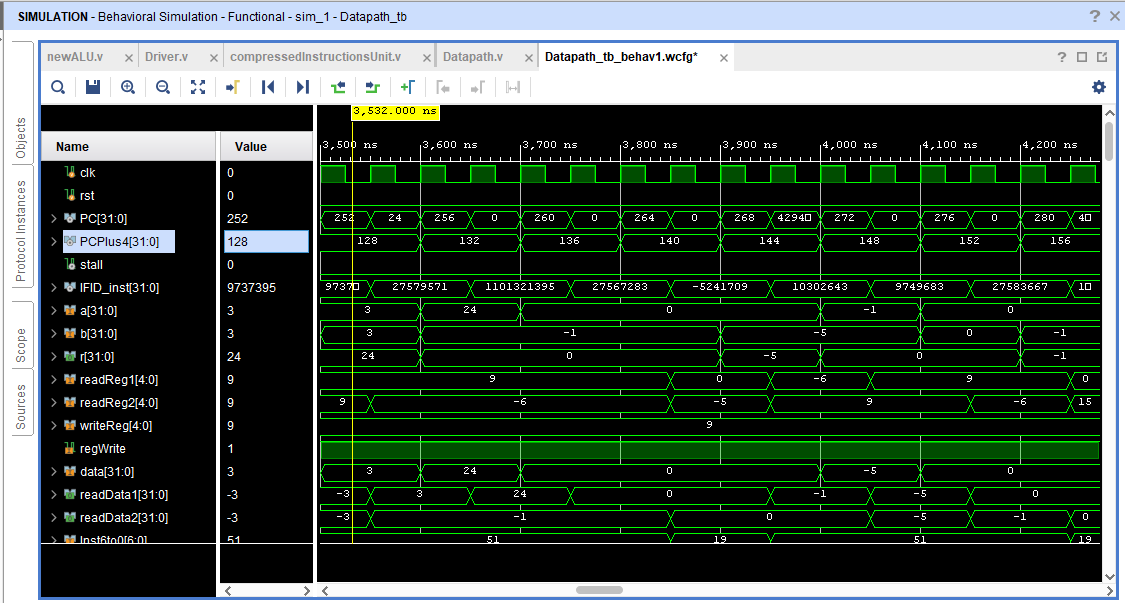 SIMULATION - Behavioral Simulation - Functional - sim_1 - Datapath_tb
newALU.v Driver.v compressedInstructionsUnit.v Datapath.v Datapath_tb_behav1.wcfg*
3,532.000 ns
3,500 ns 3,600 ns 3,700 ns 3,800 ns 3,900 ns 4,000 ns 4,100 ns 4,200 ns
Objects
Protocol Instances
Scope
Sources
Name Value
clk 0
rst 0
PC[31:0] 252 252 24 256 0 260 0 264 0 268 4294 272 0 276 0 280 4
PCPlus4[31:0] 128 128 132 136 140 144 148 152 156
stall 0
IFID_inst[31:0] 9737395 9737 27579571 1101321395 27567283 -5241709 10302643 9749683 27583667 1
a[31:0] 3 3 24 0 -1 0
b[31:0] 3 3 -1 -5 0 -1
r[31:0] 24 24 0 -5 0 -1
readReg1[4:0] 9 9 0 -6 9 0
readReg2[4:0] 9 9 -6 -5 9 -6 15
writeReg[4:0] 9 9
regWrite 1
data[31:0] 3 3 24 0 -5 0
readData1[31:0] -3 -3 3 24 0 -1 -5 0
readData2[31:0] -3 -3 -1 0 -5 -1 0
Inst6to0[6:0] 51 51 19 51 19